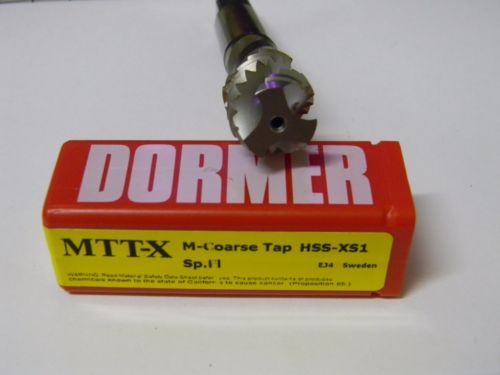 DORMER
MTT-X M-Coarse Tap HSS-XS1
Sp.Fl EJ4 Sweden
WARNING. Read Material Safety Data Sheet before use. This product contains or produces
chemicals known to the state of California to cause cancer. (Proposition 65.)